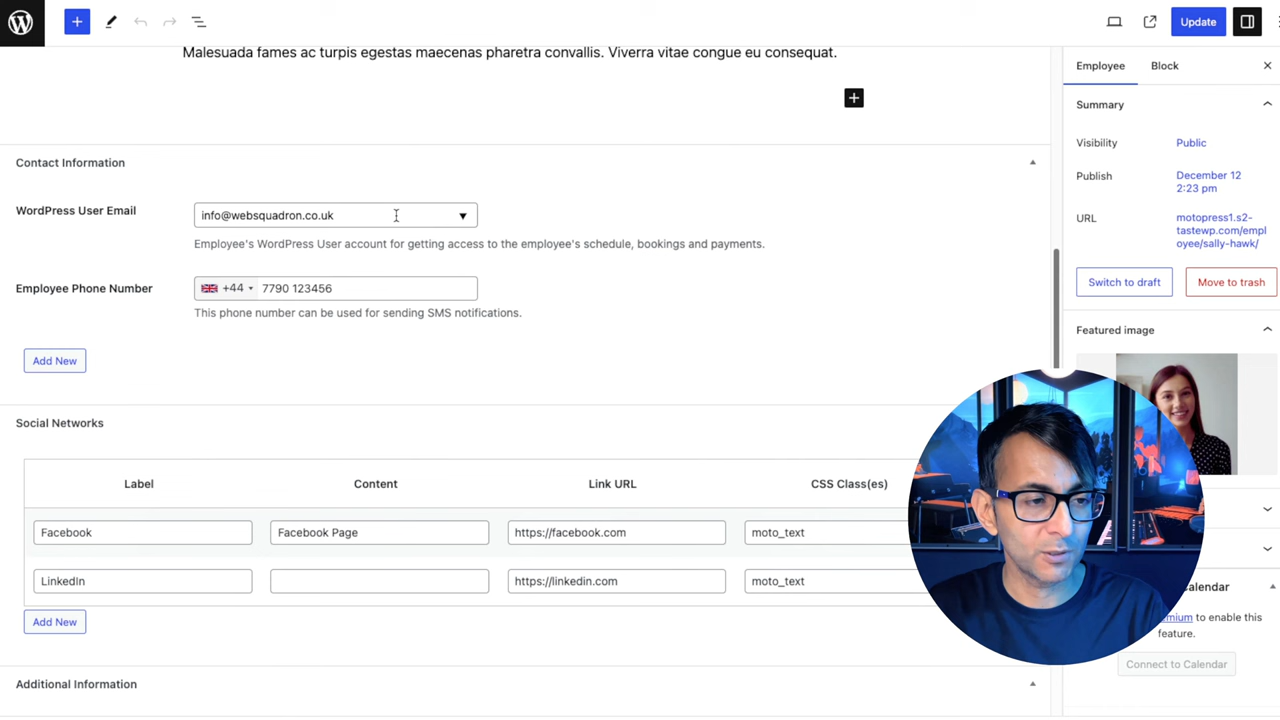 Update
Malesuada fames ac turpis egestas maecenas pharetra convallis. Viverra vitae congue eu consequat.
Contact Information
WordPress User Email
info@websquadron.co.uk
Employee's WordPress User account for getting access to the employee's schedule, bookings and payments.
Employee Phone Number
+44
7790 123456
This phone number can be used for sending SMS notifications.
Add New
Social Networks
Label
Content
Link URL
CSS Class(es)
Facebook
Facebook Page
https://facebook.com
moto_text
LinkedIn
https://linkedin.com
moto_text
Add New
Additional Information
Employee
Block
Summary
Visibility
Public
Publish
December 12
2:23 pm
URL
motopress1.s2-
tastewp.com/empl
oyee/sally-hawk/
Switch to draft
Move to trash
Featured image
to enable this
feature.
Connect to Calendar